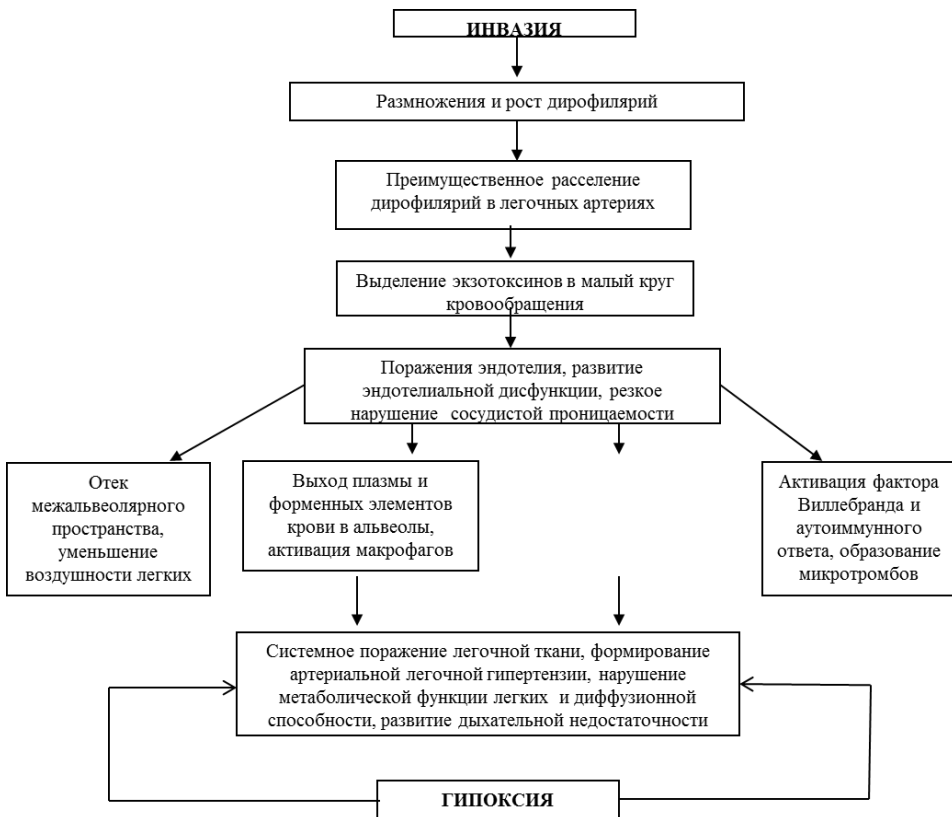 ИНВАЗИЯ
Размножения и рост дирофилярий
Преимущественное расселение
дирофилярий в легочных артериях
Выделение экзотоксинов в малый круг
кровообращения
Поражения эндотелия, развитие
эндотелиальной дисфункции, резкое
нарушение сосудистой проницаемости
Отек
межальвеолярного
пространства,
уменьшение
воздушности легких
Выход плазмы и
форменных элементов
крови в альвеолы,
активация макрофагов
Активация фактора
Виллебранда и
аутоиммунного
ответа, образование
микротромбов
Системное поражение легочной ткани, формирование
артериальной легочной гипертензии, нарушение
метаболической функции легких и диффузионной
способности, развитие дыхательной недостаточности
ГИПОКСИЯ